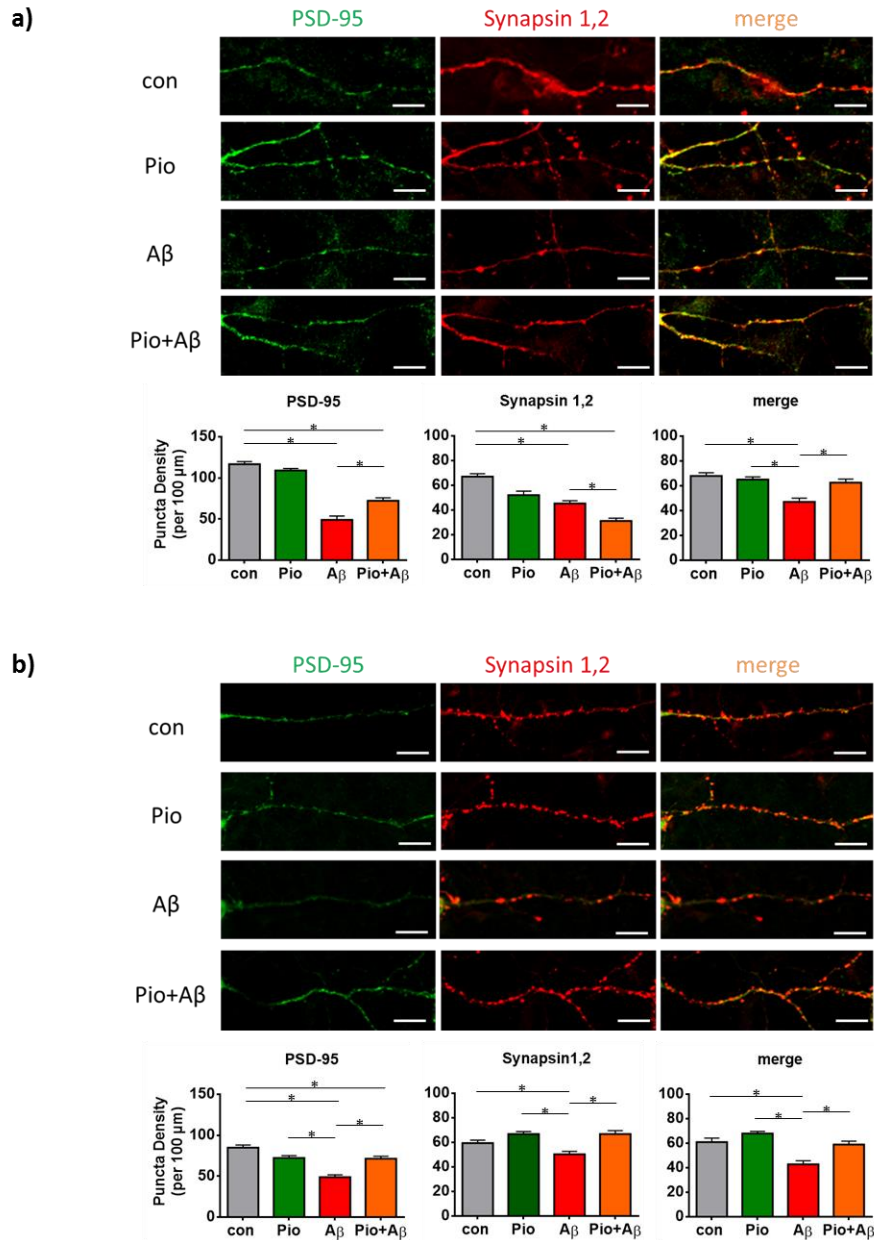 a)
PSD-95 Synapsin 1,2 merge
con
Pio
Aβ
Pio+Aβ
PSD-95 Synapsin 1,2 merge
Puncta Density
(per 100 µm)
150
100
50
0
* * *
con Pio Aβ Pio+Aβ
100
80
60
40
20
0
* * *
con Pio Aβ Pio+Aβ
100
80
60
40
20
0
* * *
con Pio Aβ Pio+Aβ
b)
PSD-95 Synapsin 1,2 merge
con
Pio
Aβ
Pio+Aβ
PSD-95 Synapsin1,2 merge
Puncta Density
(per 100 µm)
150
100
50
0
* * * *
con Pio Aβ Pio+Aβ
100
80
60
40
20
0
* * *
con Pio Aβ Pio+Aβ
100
80
60
40
20
0
* * *
con Pio Aβ Pio+Aβ